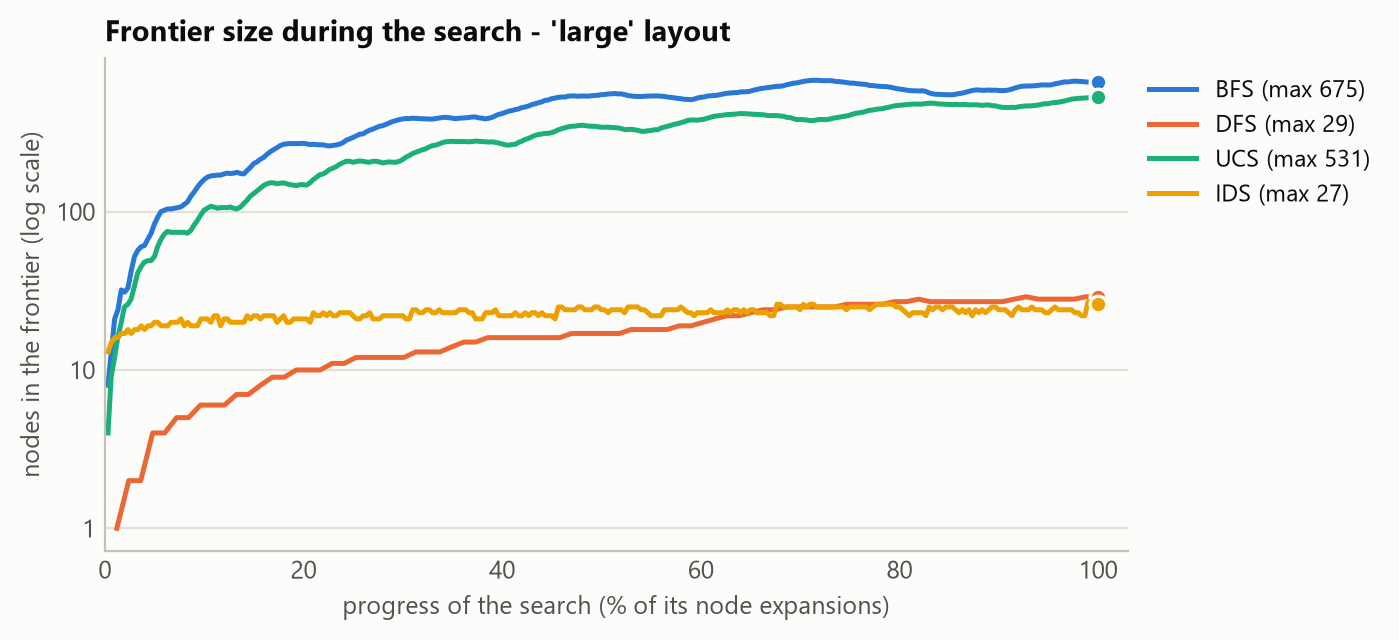 Frontier size during the search - 'large' layout
nodes in the frontier (log scale)
100
10
1
0 20 40 60 80 100
progress of the search (% of its node expansions)
BFS (max 675)
DFS (max 29)
UCS (max 531)
IDS (max 27)